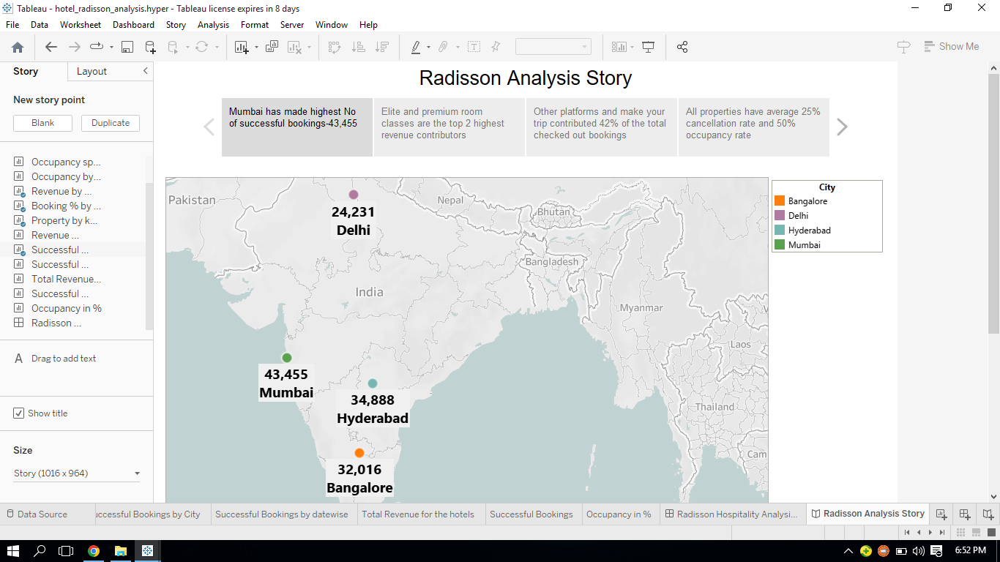 Tableau - hotel_radisson_analysis.hyper - Tableau license expires in 8 days
File Data Worksheet Dashboard Story Analysis Format Server Window Help
Show Me
Story Layout
New story point
Blank Duplicate
Occupancy sp...
Occupancy by...
Revenue by ...
Booking % by ...
Property by k...
Revenue ...
Successful ...
Successful ...
Total Revenue...
Successful ...
Occupancy in %
Radisson ...
A Drag to add text
Show title
Size
Story (1016 x 964)
Radisson Analysis Story
Mumbai has made highest No
of successful bookings-43,455
Elite and premium room
classes are the top 2 highest
revenue contributors
Other platforms and make your
trip contributed 42% of the total
checked out bookings
All properties have average 25%
cancellation rate and 50%
occupancy rate
Pakistan
Nepal
Bhutan
24,231
Delhi
Bangladesh
India
Myanmar
Laos
43,455
Mumbai
34,888
Hyderabad
Thailand
Cam
32,016
Bangalore
City
Bangalore
Delhi
Hyderabad
Mumbai
Data Source uccessful Bookings by City Successful Bookings by datewise Total Revenue for the hotels Successful Bookings Occupancy in % Radisson Hospitality Analysi... Radisson Analysis Story
6:52 PM